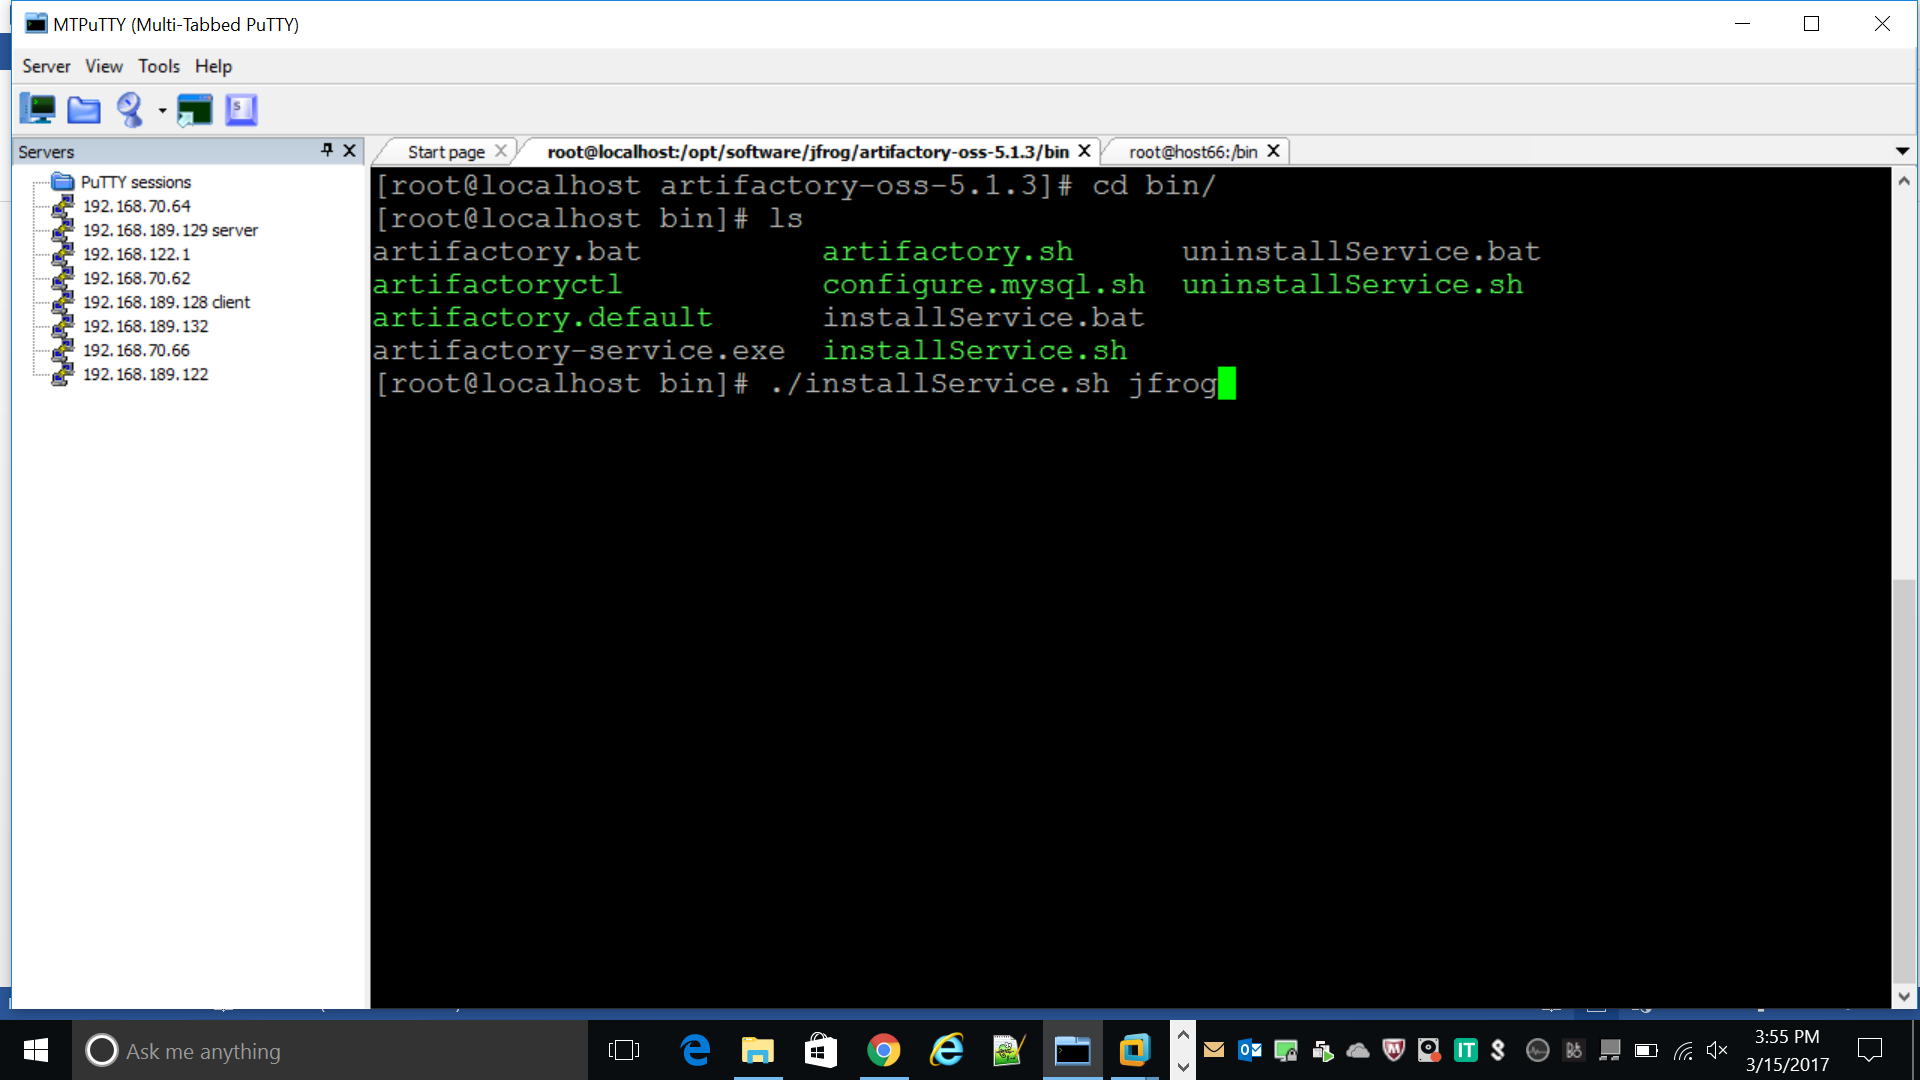 MTPuTTY (Multi-Tabbed PuTTY)
Server View Tools Help
Servers
Start page
root@localhost:/opt/software/jfrog/artifactory-oss-5.1.3/bin
root@host66:/bin
PuTTY sessions
192.168.70.64
192.168.189.129 server
192.168.122.1
192.168.70.62
192.168.189.128 client
192.168.189.132
192.168.70.66
192.168.189.122
[root@localhost artifactory-oss-5.1.3]# cd bin/
[root@localhost bin]# ls
artifactory.bat artifactory.sh uninstallService.bat
artifactoryctl configure.mysql.sh uninstallService.sh
artifactory.default installService.bat
artifactory-service.exe installService.sh
[root@localhost bin]# ./installService.sh jfrog
Ask me anything
IT
3:55 PM
3/15/2017